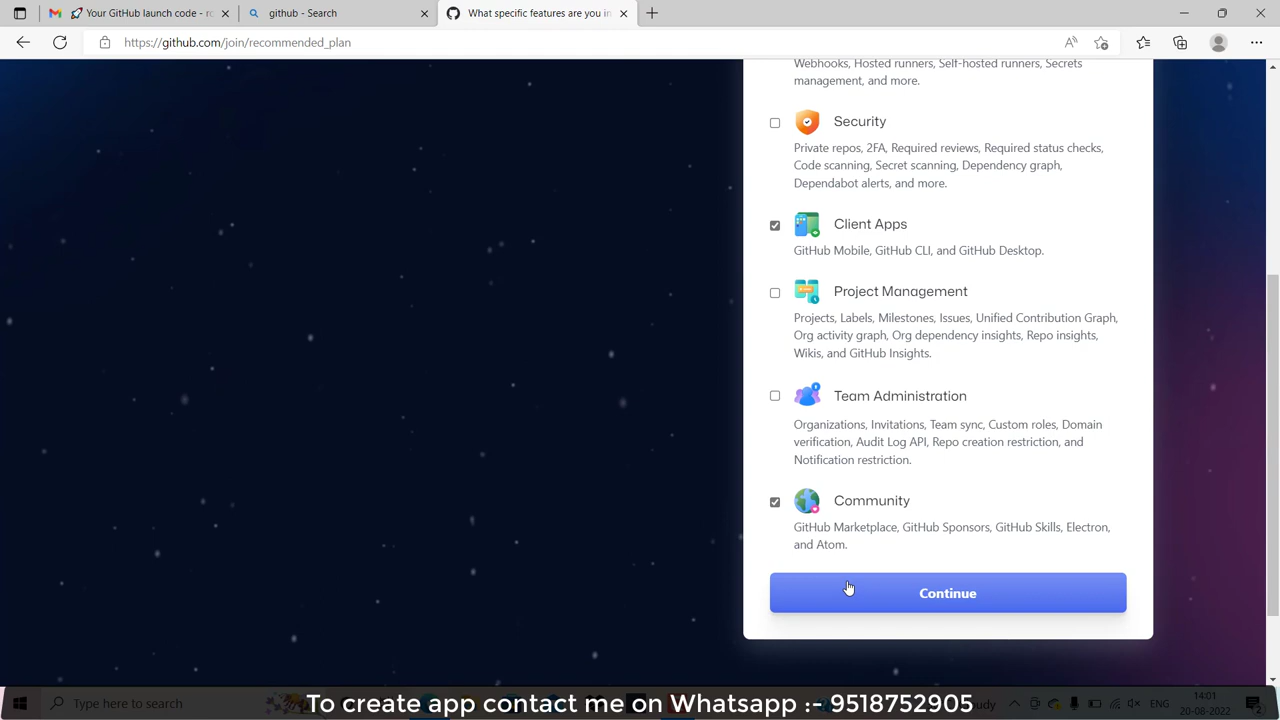 🚀 Your GitHub launch code - ro
github - Search
What specific features are you in
https://github.com/join/recommended_plan
Webhooks, Hosted runners, Self-hosted runners, Secrets
management, and more.
Security
Private repos, 2FA, Required reviews, Required status checks,
Code scanning, Secret scanning, Dependency graph,
Dependabot alerts, and more.
Client Apps
GitHub Mobile, GitHub CLI, and GitHub Desktop.
Project Management
Projects, Labels, Milestones, Issues, Unified Contribution Graph,
Org activity graph, Org dependency insights, Repo insights,
Wikis, and GitHub Insights.
Team Administration
Organizations, Invitations, Team sync, Custom roles, Domain
verification, Audit Log API, Repo creation restriction, and
Notification restriction.
Community
GitHub Marketplace, GitHub Sponsors, GitHub Skills, Electron,
and Atom.
Continue
Type here to search
To create app contact me on Whatsapp :- 9518752905
ENG
14:01
20-08-2022